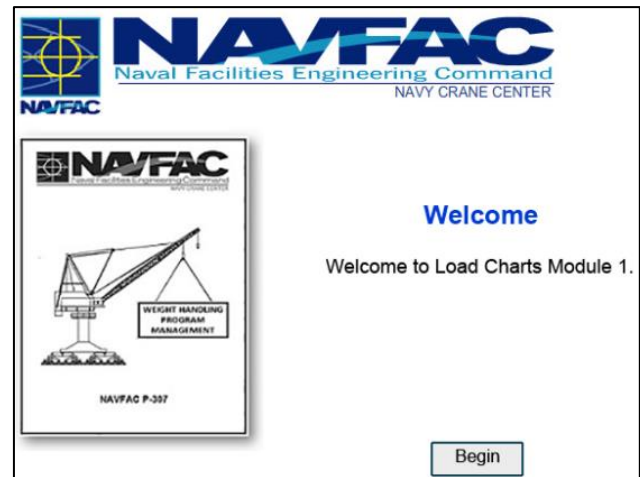 NAVFAC
Naval Facilities Engineering Command
NAVY CRANE CENTER
NAVFAC
NAVFAC
Naval Facilities Engineering Command
NAVY CRANE CENTER
WEIGHT HANDLING
PROGRAM
MANAGEMENT
NAVFAC P-307
Welcome
Welcome to Load Charts Module 1.
Begin